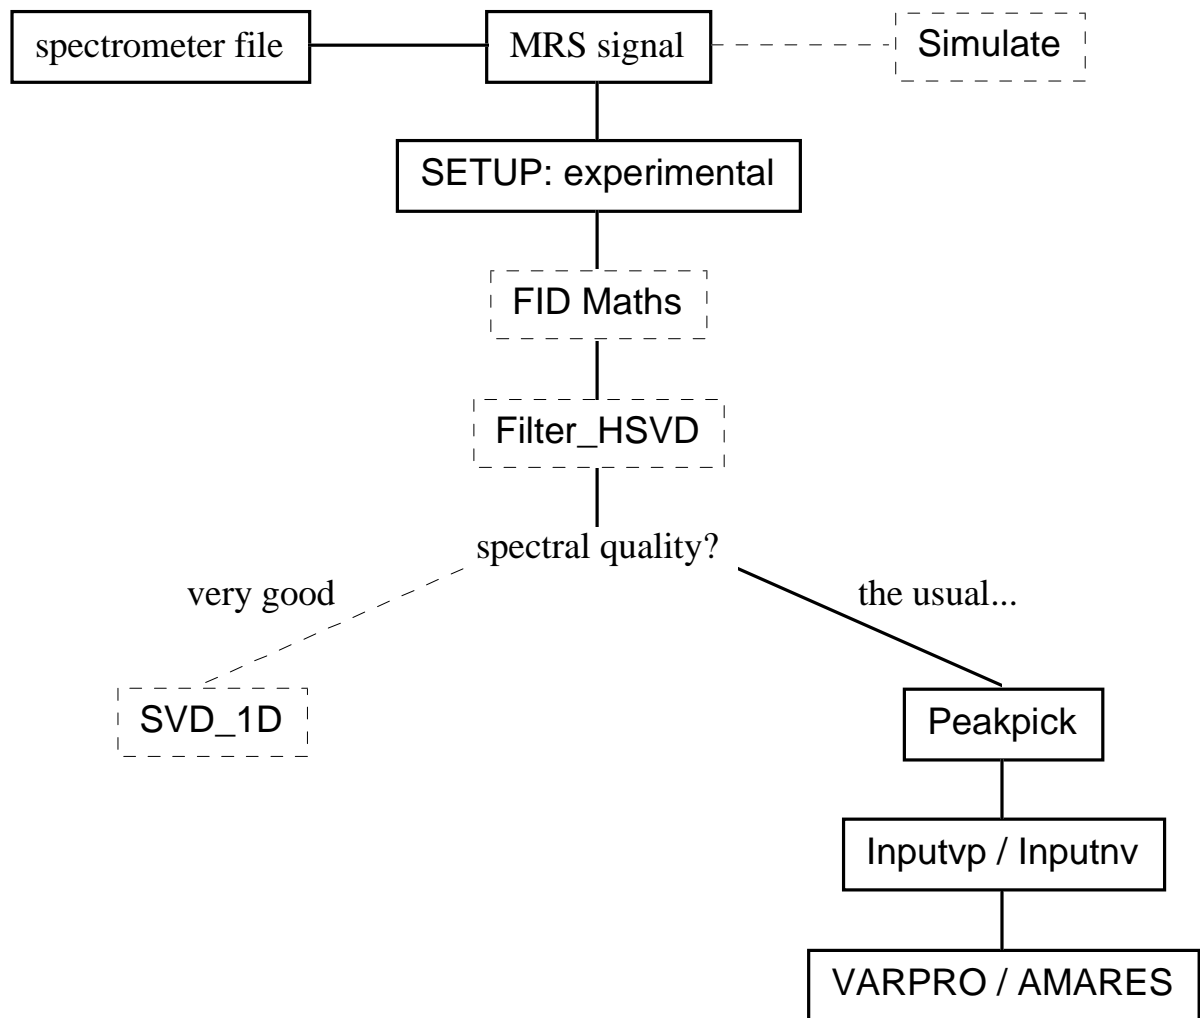 spectrometer file
MRS signal
Simulate
SETUP: experimental
FID Maths
Filter_HSVD
spectral quality?
very good
the usual...
SVD_1D
Peakpick
Inputvp / Inputnv
VARPRO / AMARES